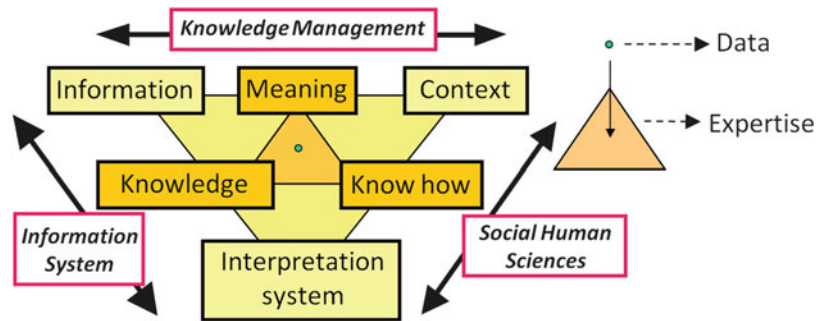 Knowledge Management
Data
Information
Meaning
Context
Expertise
Knowledge
Know how
Information
System
Social Human
Sciences
Interpretation
system